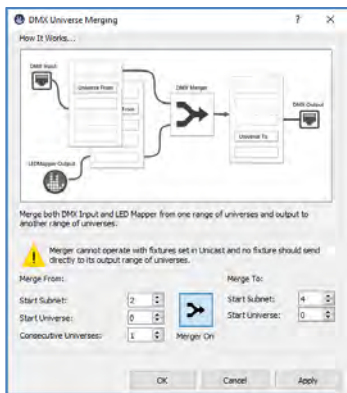 DMX Universe Merging
? ×
How It Works...
DMX Input
Universe From
From
DMX Merger
Universe To
DMX Output
LEDMapper Output
Merge both DMX Input and LED Mapper from one range of universes and output to
another range of universes.
Merger cannot operate with fixtures set in Unicast and no fixture should send
directly to its output range of universes.
Merge From:
Merge To:
Start Subnet: 2
Start Subnet: 4
Start Universe: 0
Start Universe: 0
Consecutive Universes: 1
Merger On
OK
Cancel
Apply